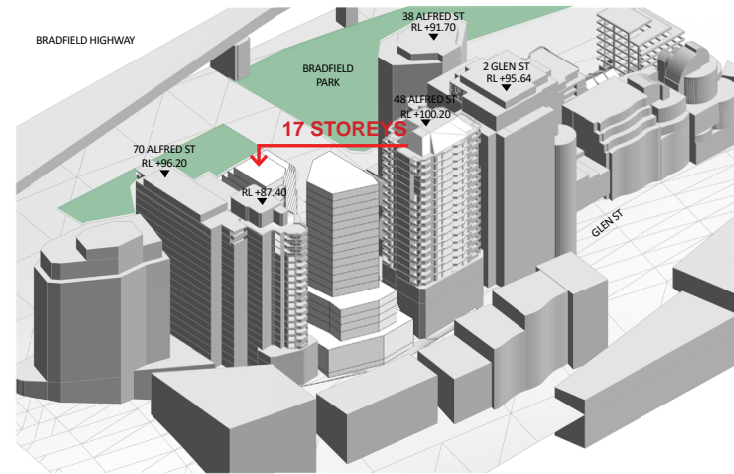 38 ALFRED ST
RL +91.70
BRADFIELD HIGHWAY
BRADFIELD
PARK
2 GLEN ST
RL +95.64
48 ALFRED ST
RL +100.20
17 STOREYS
70 ALFRED ST
RL +96.20
RL +87.40
GLEN ST